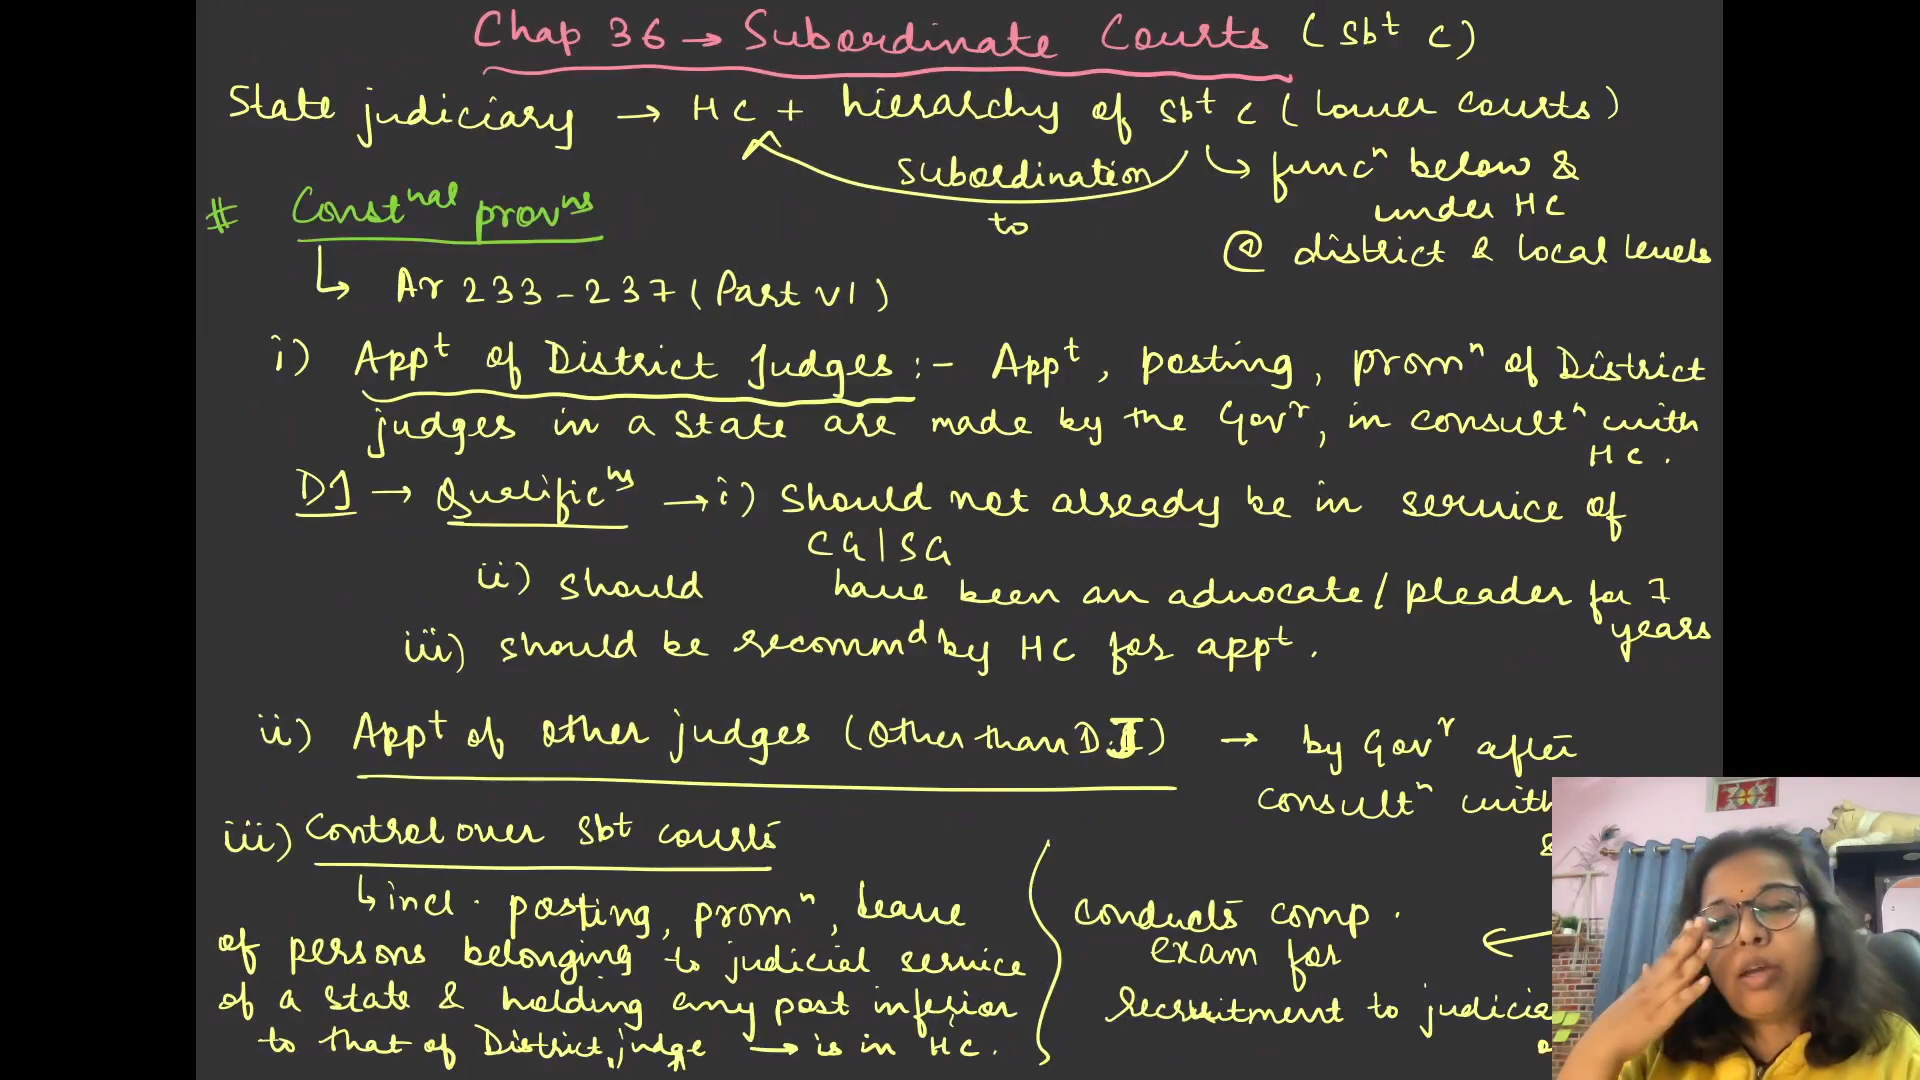 Chap 36 → Subordinate Courts (Sbt C)
State judiciary → HC + hierarchy of Sbt C (lower courts)
Subordination
to
↳ funcn below &
under HC
@ district & local levels
# Constnal provns
↳ Ar 233 - 237 (Part VI)
i) Appt of District Judges :- Appt, posting, promn of District
judges in a State are made by the Govr, in consultn with
HC.
DJ → Qualificns → i) Should not already be in service of
CG/SG
ii) should have been an advocate/pleader for 7
years
iii) should be recommd by HC for appt.
ii) Appt of other judges (Other than D.J) → by Govr after
consultn with
iii) Control over Sbt courts
↳ incl. posting, promn, leave
of persons belonging to judicial service
of a State & holding any post inferior
to that of District judge → is in HC.
conducts comp.
exam for
recruitment to judicia